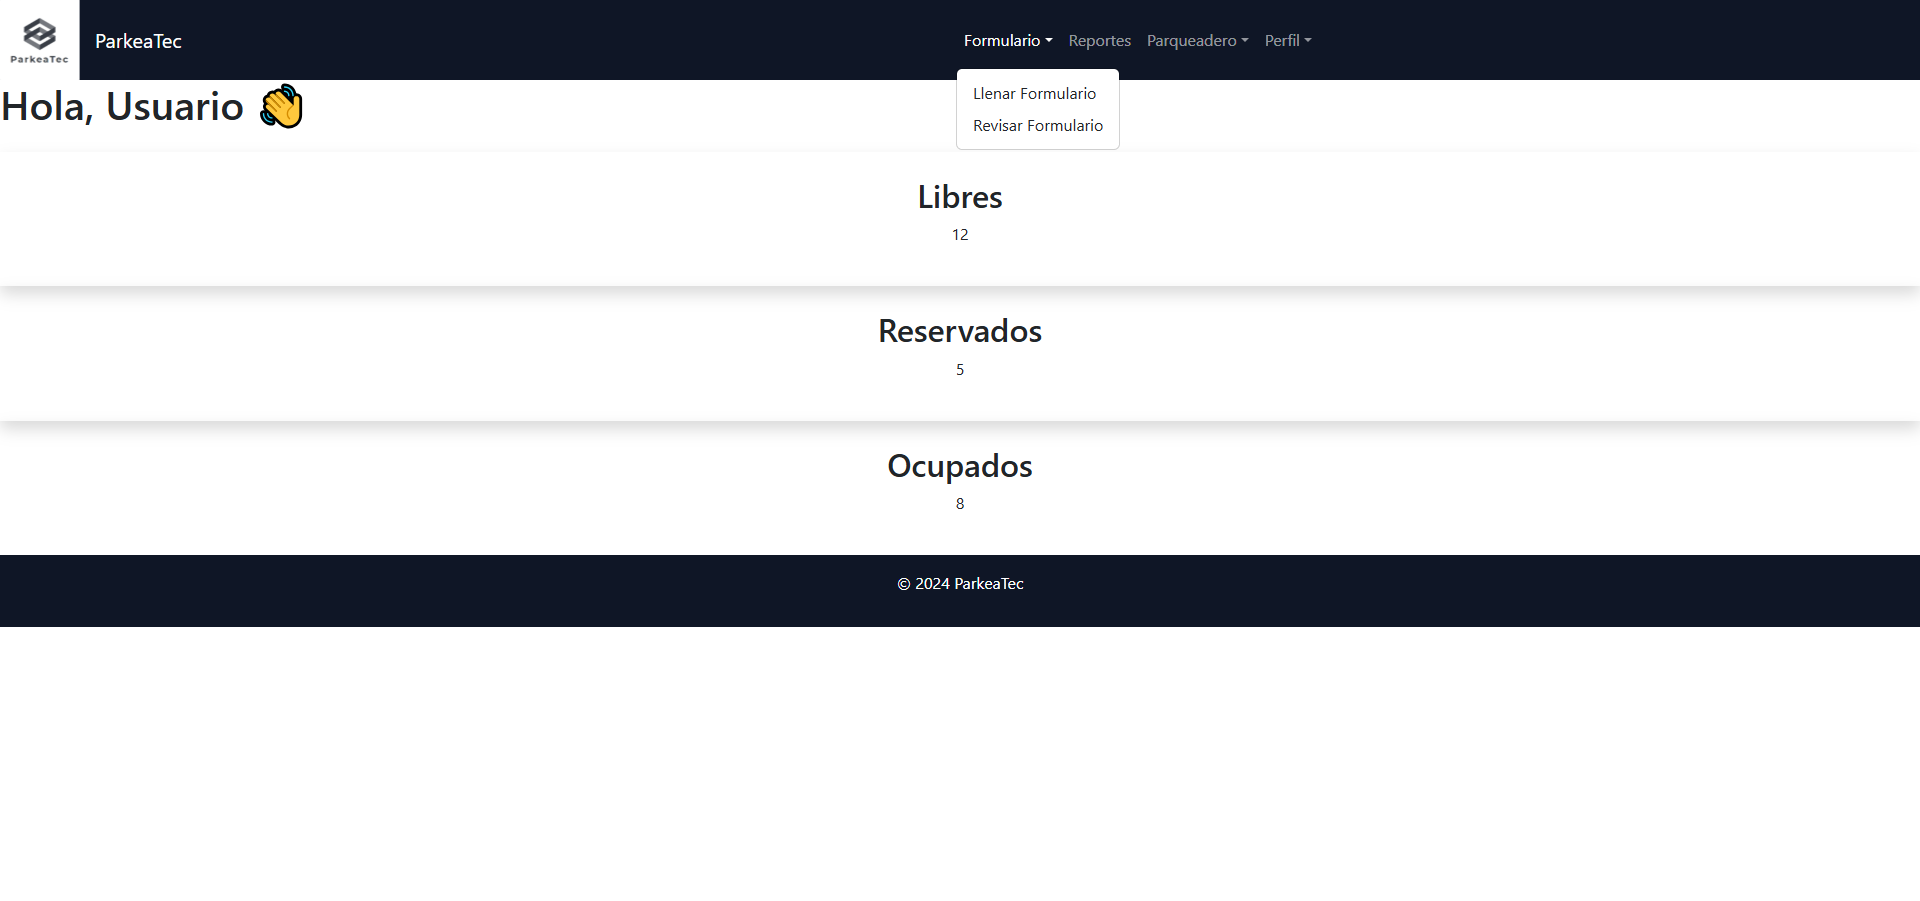 ParkeaTec
ParkeaTec
Formulario
Reportes
Parqueadero
Perfil
Llenar Formulario
Revisar Formulario
Hola, Usuario 👋
Libres
12
Reservados
5
Ocupados
8
© 2024 ParkeaTec